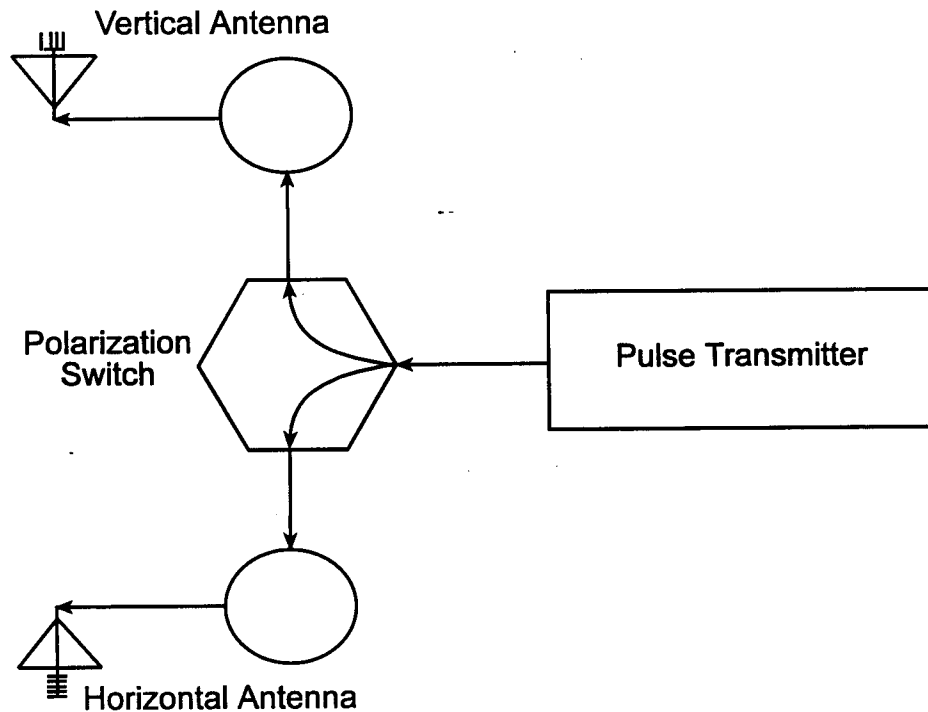 Vertical Antenna
Polarization
Switch
Pulse Transmitter
Horizontal Antenna